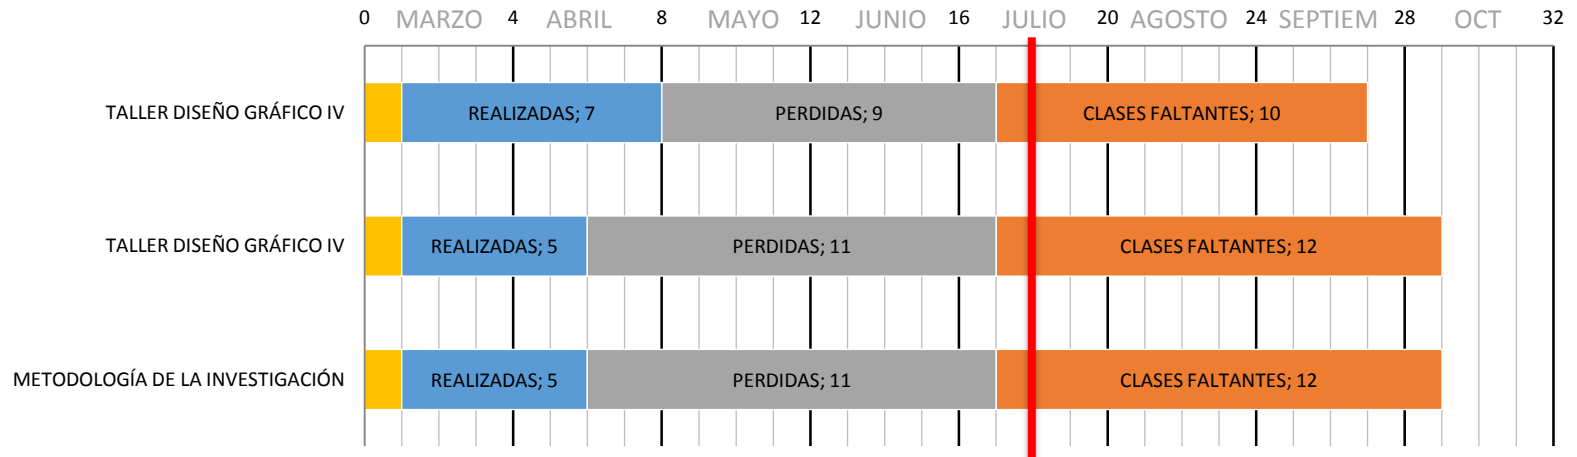 0 MARZO 4 ABRIL 8 MAYO 12 JUNIO 16 JULIO 20 AGOSTO 24 SEPTIEM 28 OCT 32
TALLER DISEÑO GRÁFICO IV REALIZADAS; 7 PERDIDAS; 9 CLASES FALTANTES; 10
TALLER DISEÑO GRÁFICO IV REALIZADAS; 5 PERDIDAS; 11 CLASES FALTANTES; 12
METODOLOGÍA DE LA INVESTIGACIÓN REALIZADAS; 5 PERDIDAS; 11 CLASES FALTANTES; 12